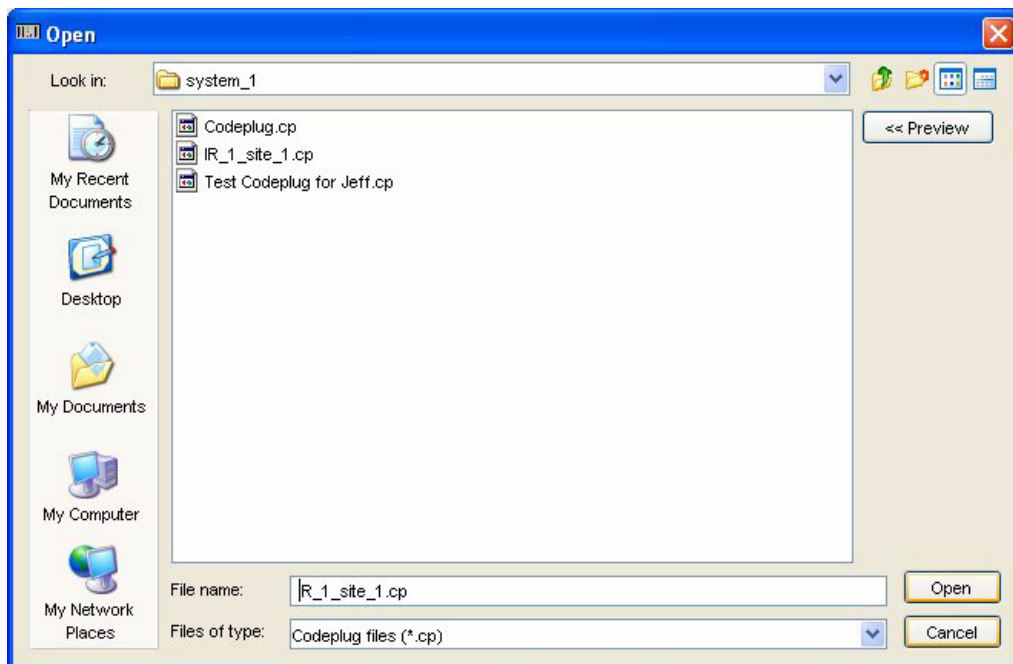 Open
Look in:
system_1
My Recent
Documents
Desktop
My Documents
My Computer
My Network
Places
Codeplug.cp
IR_1_site_1.cp
Test Codeplug for Jeff.cp
<< Preview
File name:
IR_1_site_1.cp
Open
Files of type:
Codeplug files (*.cp)
Cancel